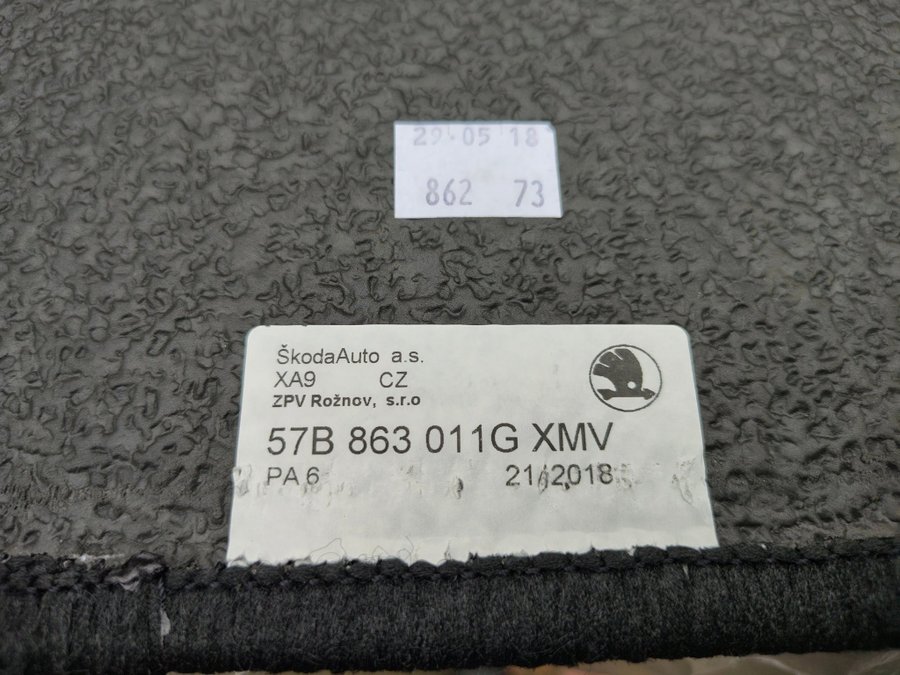 29.05 18
862 73
ŠkodaAuto a.s.
XA9 CZ
ZPV Rožnov, s.r.o
57B 863 011G XMV
PA 6 21/2018